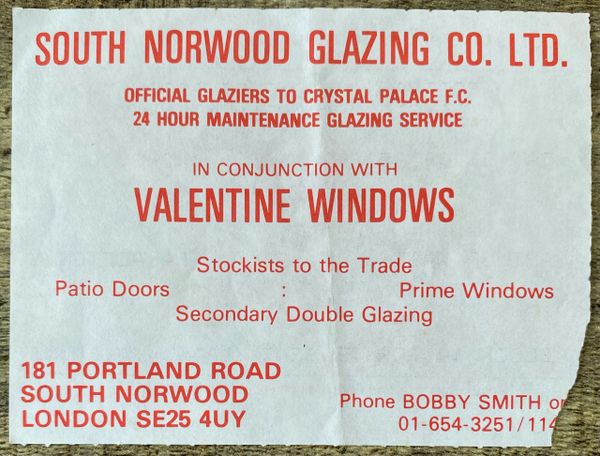 SOUTH NORWOOD GLAZING CO. LTD.
OFFICIAL GLAZIERS TO CRYSTAL PALACE F.C.
24 HOUR MAINTENANCE GLAZING SERVICE
IN CONJUNCTION WITH
VALENTINE WINDOWS
Stockists to the Trade
Patio Doors : Prime Windows
Secondary Double Glazing
181 PORTLAND ROAD
SOUTH NORWOOD
LONDON SE25 4UY
Phone BOBBY SMITH
01-654-3251/114